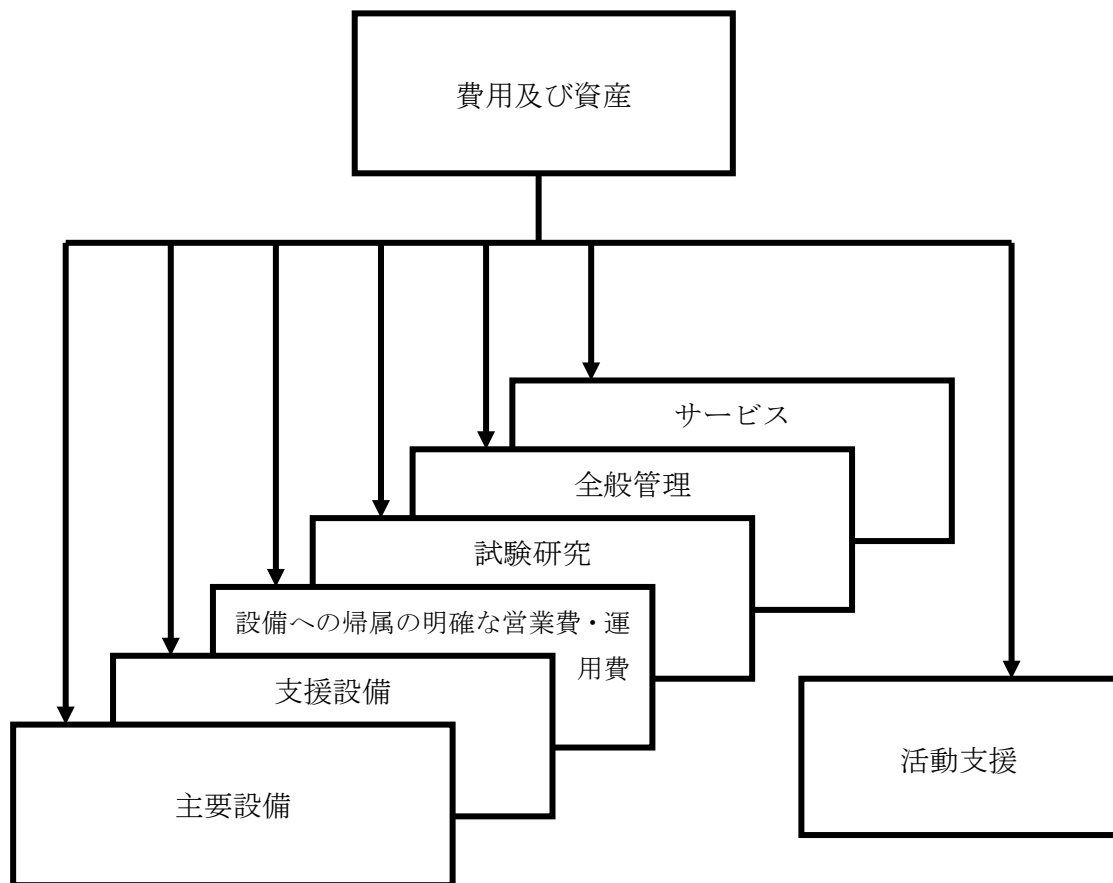 費用及び資産
サービス
全般管理
試験研究
設備への帰属の明確な営業費・運
用費
支援設備
主要設備
活動支援